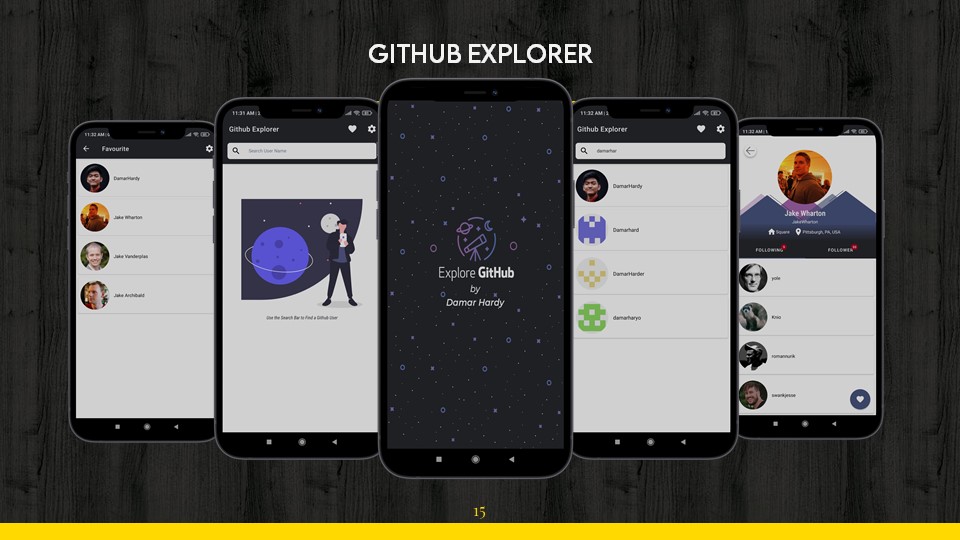 GITHUB EXPLORER
11:32 AM
Favourite
DamarHardy
Jake Wharton
Jake Vanderplas
Jake Archibald
11:31 AM
Github Explorer
Search User Name
Use the Search Bar to Find a Github User
Explore GitHub
by
Damar Hardy
11:32 AM
Github Explorer
damarhar
DamarHardy
Damarhard
DamarHarder
damarharyo
11:32 AM
Jake Wharton
JakeWharton
Square Pittsburgh, PA, USA
FOLLOWING FOLLOWER
yole
Knio
romannurik
swankjesse
15